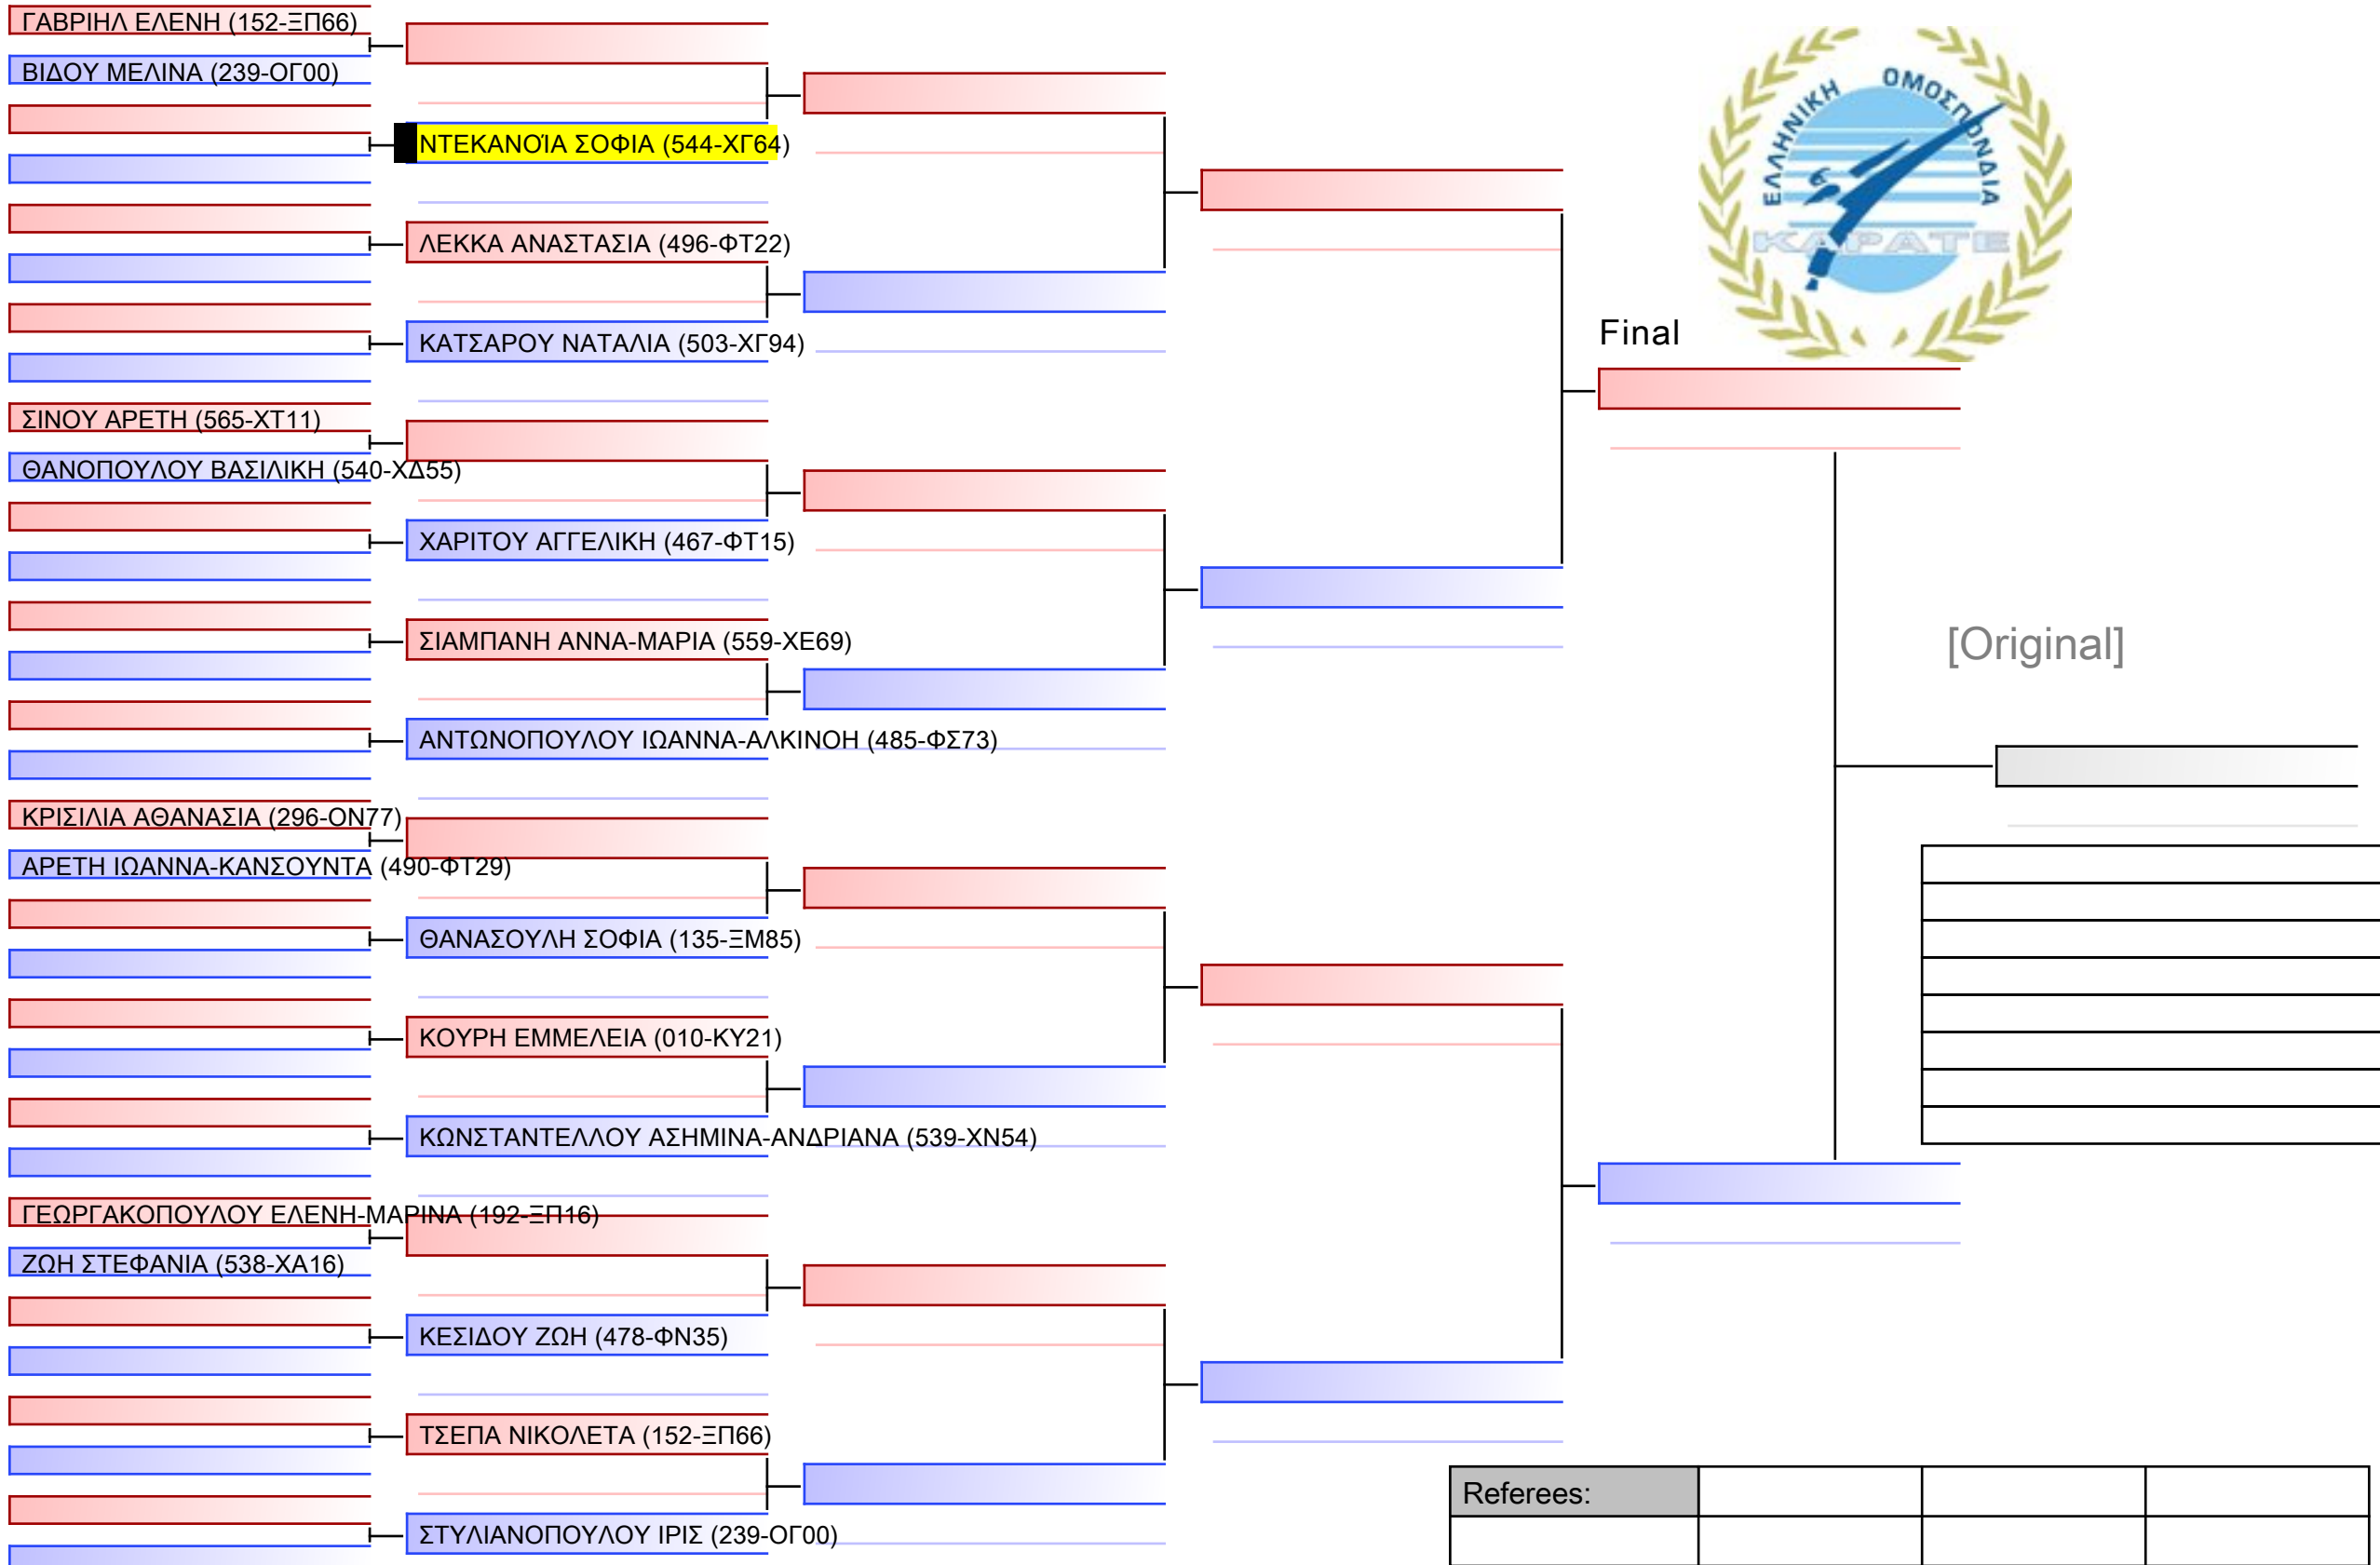 ΓΑΒΡΙΗΛ ΕΛΕΝΗ (152-ΞΠ66)
ΒΙΔΟΥ ΜΕΛΙΝΑ (239-ΟΓ00)
ΝΤΕΚΑΝΟΊΑ ΣΟΦΙΑ (544-ΧΓ64)
ΛΕΚΚΑ ΑΝΑΣΤΑΣΙΑ (496-ΦΤ22)
ΚΑΤΣΑΡΟΥ ΝΑΤΑΛΙΑ (503-ΧΓ94)
ΣΙΝΟΥ ΑΡΕΤΗ (565-ΧΤ11)
ΘΑΝΟΠΟΥΛΟΥ ΒΑΣΙΛΙΚΗ (540-ΧΔ55)
ΧΑΡΙΤΟΥ ΑΓΓΕΛΙΚΗ (467-ΦΤ15)
ΣΙΑΜΠΑΝΗ ΑΝΝΑ-ΜΑΡΙΑ (559-ΧΕ69)
ΑΝΤΩΝΟΠΟΥΛΟΥ ΙΩΑΝΝΑ-ΑΛΚΙΝΟΗ (485-ΦΣ73)
ΚΡΙΣΙΛΙΑ ΑΘΑΝΑΣΙΑ (296-ΟΝ77)
ΑΡΕΤΗ ΙΩΑΝΝΑ-ΚΑΝΣΟΥΝΤΑ (490-ΦΤ29)
ΘΑΝΑΣΟΥΛΗ ΣΟΦΙΑ (135-ΞΜ85)
ΚΟΥΡΗ ΕΜΜΕΛΕΙΑ (010-ΚΥ21)
ΚΩΝΣΤΑΝΤΕΛΛΟΥ ΑΣΗΜΙΝΑ-ΑΝΔΡΙΑΝΑ (539-ΧΝ54)
ΓΕΩΡΓΑΚΟΠΟΥΛΟΥ ΕΛΕΝΗ-ΜΑΡΙΝΑ (192-ΞΠ16)
ΖΩΗ ΣΤΕΦΑΝΙΑ (538-ΧΑ16)
ΚΕΣΙΔΟΥ ΖΩΗ (478-ΦΝ35)
ΤΣΕΠΑ ΝΙΚΟΛΕΤΑ (152-ΞΠ66)
ΣΤΥΛΙΑΝΟΠΟΥΛΟΥ ΙΡΙΣ (239-ΟΓ00)
ΕΛΛΗΝΙΚΗ ΟΜΟΣΠΟΝΔΙΑ
ΚΑΡΑΤΕ
Final
[Original]
Referees: